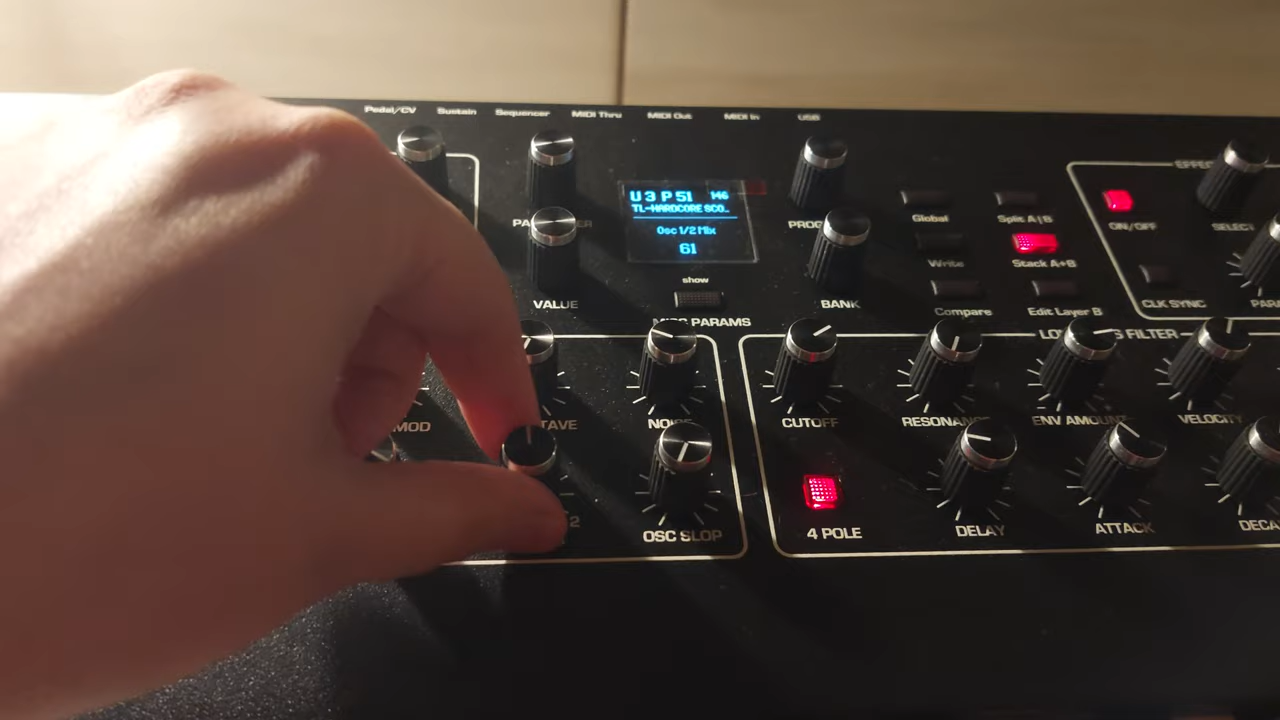 Pedal/CV Sustain Sequencer MIDI Thru MIDI Out MIDI In USB
U 3 P 51 146
TL-HARDCORE SCO..
Osc 1/2 Mix
61
show
MISC PARAMS
VALUE
BANK
Global
Split A|B
Write
Stack A+B
Compare
Edit Layer B
ON/OFF
SELECT
CLK SYNC
CUTOFF
RESONANCE
ENV AMOUNT
VELOCITY
OSC SLOP
4 POLE
DELAY
ATTACK